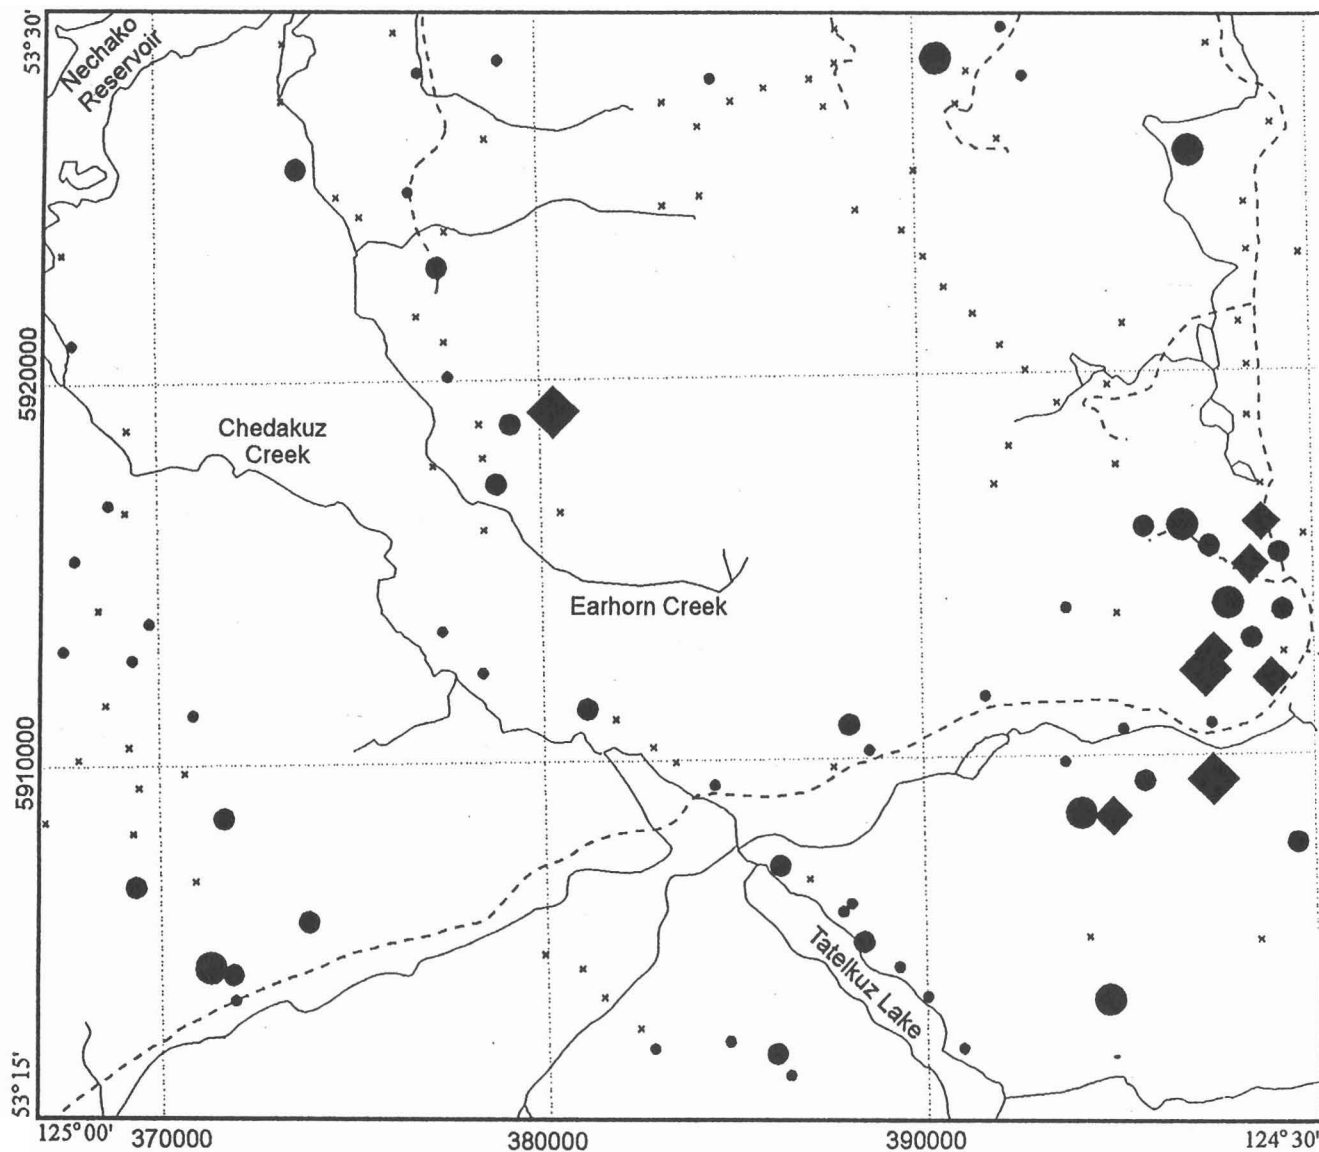 53° 30'
Nechako
Reservoir
5920000
Chedakuz
Creek
Earhorn Creek
5910000
Tatelkuz Lake
53° 15'
125° 00'
370000
380000
390000
124° 30'